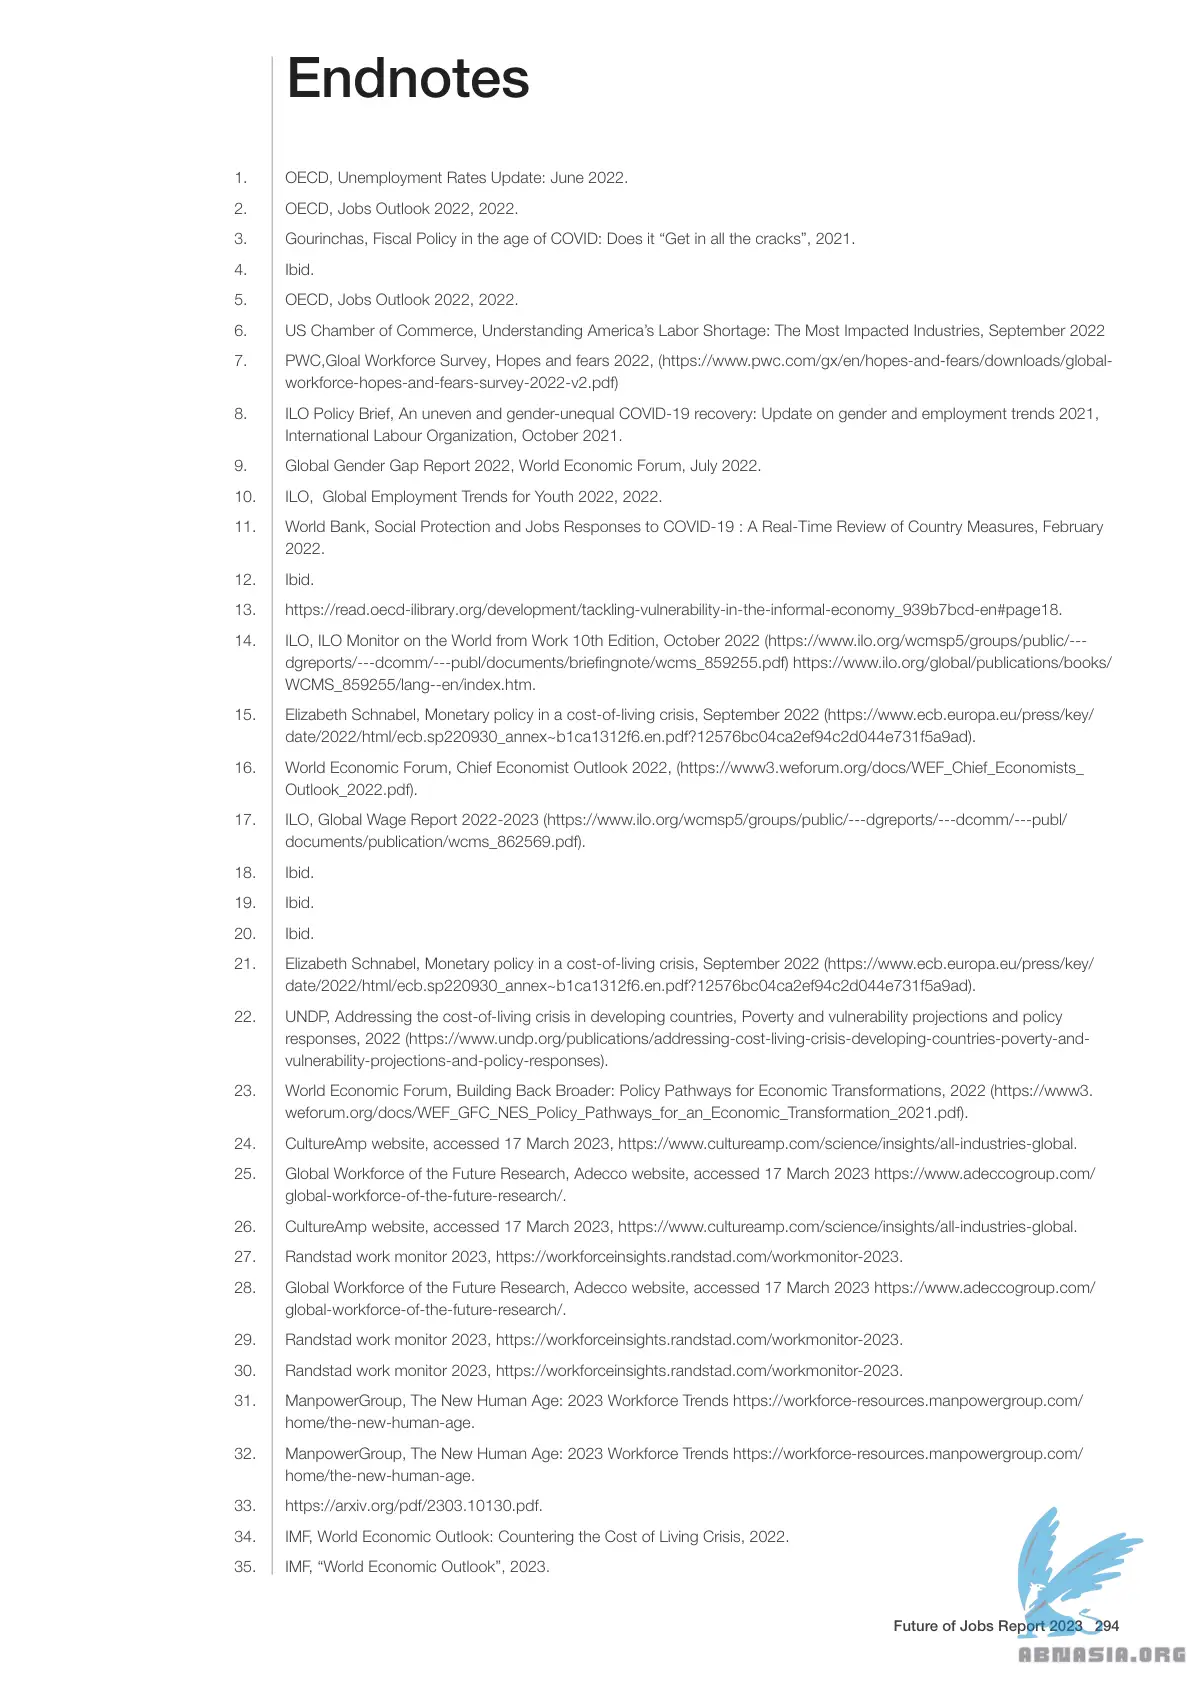 Endnotes
1. OECD, Unemployment Rates Update: June 2022.
2. OECD, Jobs Outlook 2022, 2022.
3. Gourinchas, Fiscal Policy in the age of COVID: Does it “Get in all the cracks”, 2021.
4. Ibid.
5. OECD, Jobs Outlook 2022, 2022.
6. US Chamber of Commerce, Understanding America’s Labor Shortage: The Most Impacted Industries, September 2022
7. PWC,Gloal Workforce Survey, Hopes and fears 2022, (https://www.pwc.com/gx/en/hopes-and-fears/downloads/global-
workforce-hopes-and-fears-survey-2022-v2.pdf)
8. ILO Policy Brief, An uneven and gender-unequal COVID-19 recovery: Update on gender and employment trends 2021,
International Labour Organization, October 2021.
9. Global Gender Gap Report 2022, World Economic Forum, July 2022.
10. ILO,  Global Employment Trends for Youth 2022, 2022.
11. World Bank, Social Protection and Jobs Responses to COVID-19 : A Real-Time Review of Country Measures, February
2022.
12. Ibid.
13. https://read.oecd-ilibrary.org/development/tackling-vulnerability-in-the-informal-economy_939b7bcd-en#page18.
14. ILO, ILO Monitor on the World from Work 10th Edition, October 2022 (https://www.ilo.org/wcmsp5/groups/public/---
dgreports/---dcomm/---publ/documents/briefingnote/wcms_859255.pdf) https://www.ilo.org/global/publications/books/
WCMS_859255/lang--en/index.htm.
15. Elizabeth Schnabel, Monetary policy in a cost-of-living crisis, September 2022 (https://www.ecb.europa.eu/press/key/
date/2022/html/ecb.sp220930_annex~b1ca1312f6.en.pdf?12576bc04ca2ef94c2d044e731f5a9ad).
16. World Economic Forum, Chief Economist Outlook 2022, (https://www3.weforum.org/docs/WEF_Chief_Economists_
Outlook_2022.pdf).
17. ILO, Global Wage Report 2022-2023 (https://www.ilo.org/wcmsp5/groups/public/---dgreports/---dcomm/---publ/
documents/publication/wcms_862569.pdf).
18. Ibid.
19. Ibid.
20. Ibid.
21. Elizabeth Schnabel, Monetary policy in a cost-of-living crisis, September 2022 (https://www.ecb.europa.eu/press/key/
date/2022/html/ecb.sp220930_annex~b1ca1312f6.en.pdf?12576bc04ca2ef94c2d044e731f5a9ad).
22. UNDP, Addressing the cost-of-living crisis in developing countries, Poverty and vulnerability projections and policy
responses, 2022 (https://www.undp.org/publications/addressing-cost-living-crisis-developing-countries-poverty-and-
vulnerability-projections-and-policy-responses).
23. World Economic Forum, Building Back Broader: Policy Pathways for Economic Transformations, 2022 (https://www3.
weforum.org/docs/WEF_GFC_NES_Policy_Pathways_for_an_Economic_Transformation_2021.pdf).
24. CultureAmp website, accessed 17 March 2023, https://www.cultureamp.com/science/insights/all-industries-global.
25. Global Workforce of the Future Research, Adecco website, accessed 17 March 2023 https://www.adeccogroup.com/
global-workforce-of-the-future-research/.
26. CultureAmp website, accessed 17 March 2023, https://www.cultureamp.com/science/insights/all-industries-global.
27. Randstad work monitor 2023, https://workforceinsights.randstad.com/workmonitor-2023.
28. Global Workforce of the Future Research, Adecco website, accessed 17 March 2023 https://www.adeccogroup.com/
global-workforce-of-the-future-research/.
29. Randstad work monitor 2023, https://workforceinsights.randstad.com/workmonitor-2023.
30. Randstad work monitor 2023, https://workforceinsights.randstad.com/workmonitor-2023.
31. ManpowerGroup, The New Human Age: 2023 Workforce Trends https://workforce-resources.manpowergroup.com/
home/the-new-human-age.
32. ManpowerGroup, The New Human Age: 2023 Workforce Trends https://workforce-resources.manpowergroup.com/
home/the-new-human-age.
33. https://arxiv.org/pdf/2303.10130.pdf.
34. IMF, World Economic Outlook: Countering the Cost of Living Crisis, 2022.
35. IMF, “World Economic Outlook”, 2023.
Future of Jobs Report 2023 294
ABNASIA.ORG